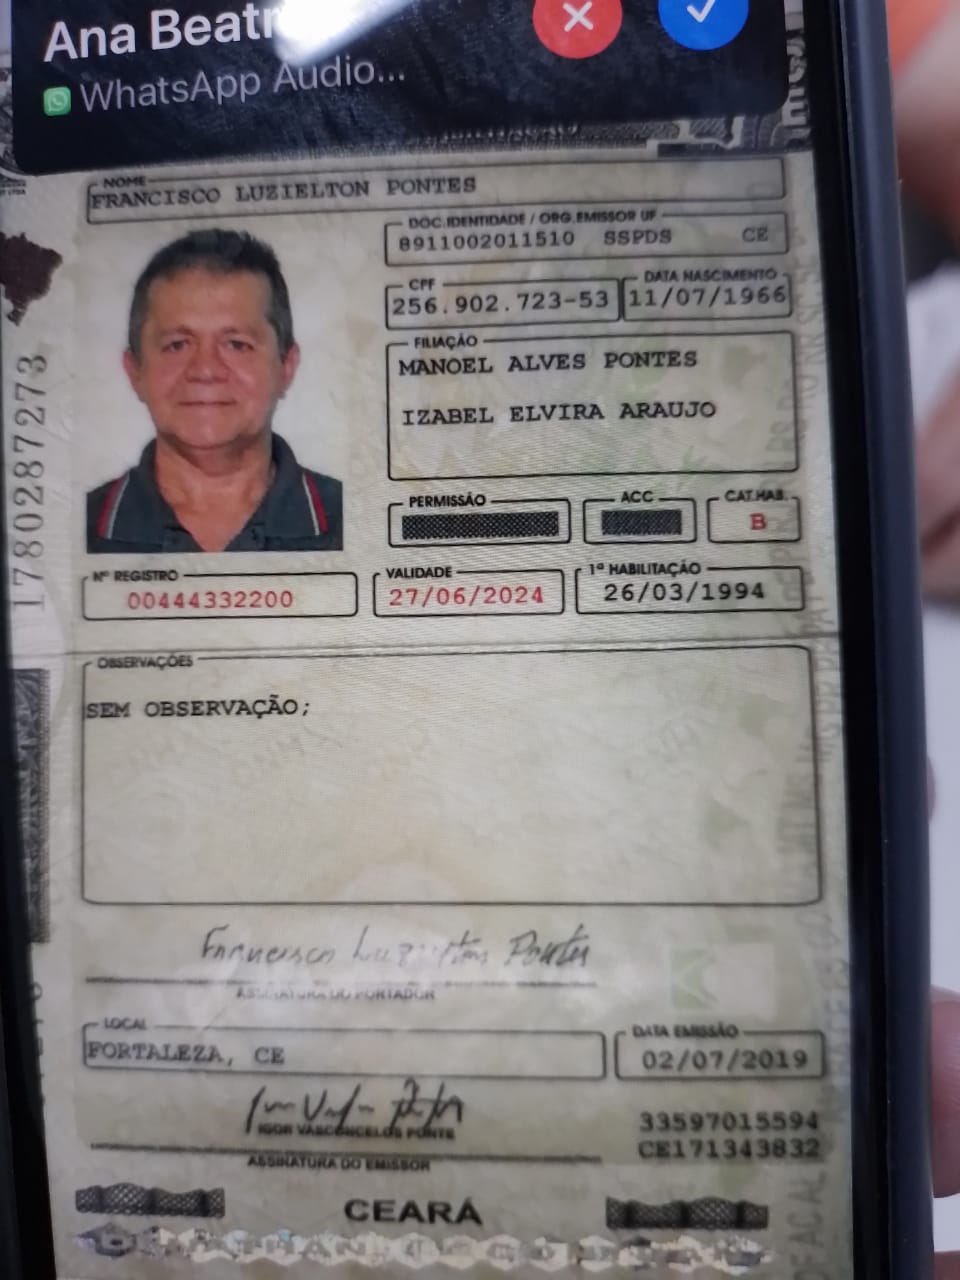 Ana Beatr
WhatsApp Audio...
NOME
FRANCISCO LUZIELTON PONTES
DOC.IDENTIDADE / ORG.EMISSOR UF
8911002011510 SSPDS CE
CPF DATA NASCIMENTO
256.902.723-53 11/07/1966
FILIAÇÃO
MANOEL ALVES PONTES
IZABEL ELVIRA ARAUJO
PERMISSÃO ACC CAT.HAB.
B
Nº REGISTRO VALIDADE 1ª HABILITAÇÃO
00444332200 27/06/2024 26/03/1994
1780287273
OBSERVAÇÕES
SEM OBSERVAÇÃO;
Francisco Luzielton Pontes
ASSINATURA DO PORTADOR
LOCAL DATA EMISSÃO
FORTALEZA, CE 02/07/2019
IGOR VASCONCELOS PONTE
ASSINATURA DO EMISSOR
33597015594
CE171343832
CEARÁ